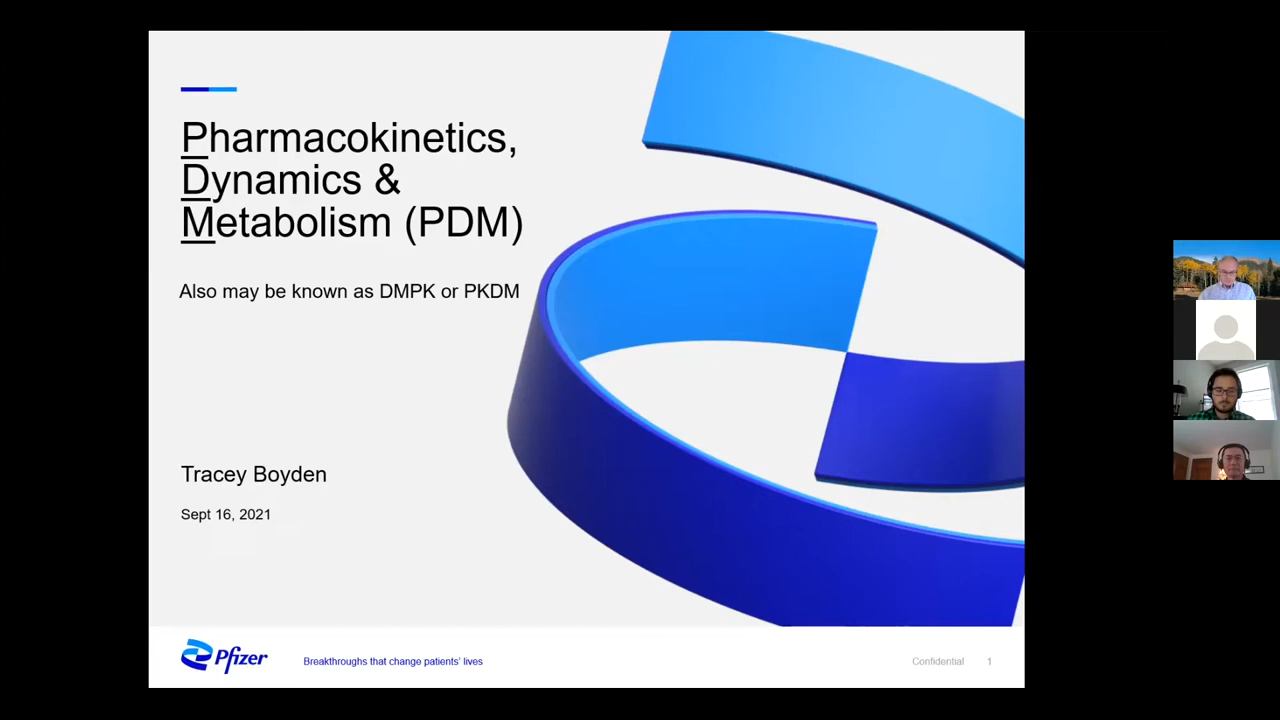 Pharmacokinetics,
Dynamics &
Metabolism (PDM)
Also may be known as DMPK or PKDM
Tracey Boyden
Sept 16, 2021
Pfizer
Breakthroughs that change patients’ lives
Confidential
1